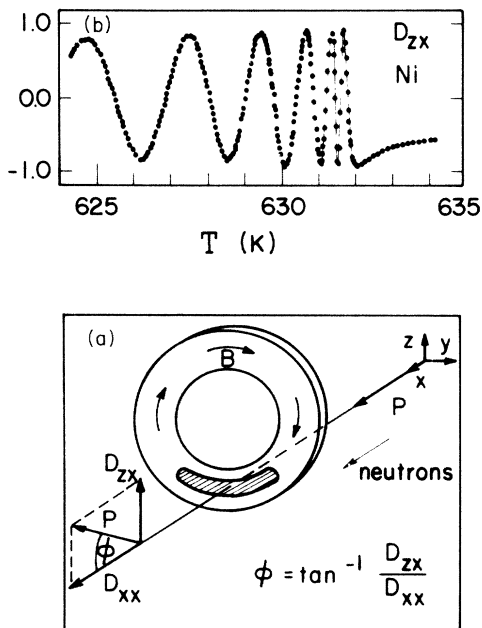 1.0
(b)
D_zx
Ni
0.0
-1.0
625
630
635
T (K)
(a)
B
z
y
x
P
neutrons
D_zx
P
ϕ
D_xx
ϕ = tan⁻¹ D_zx / D_xx